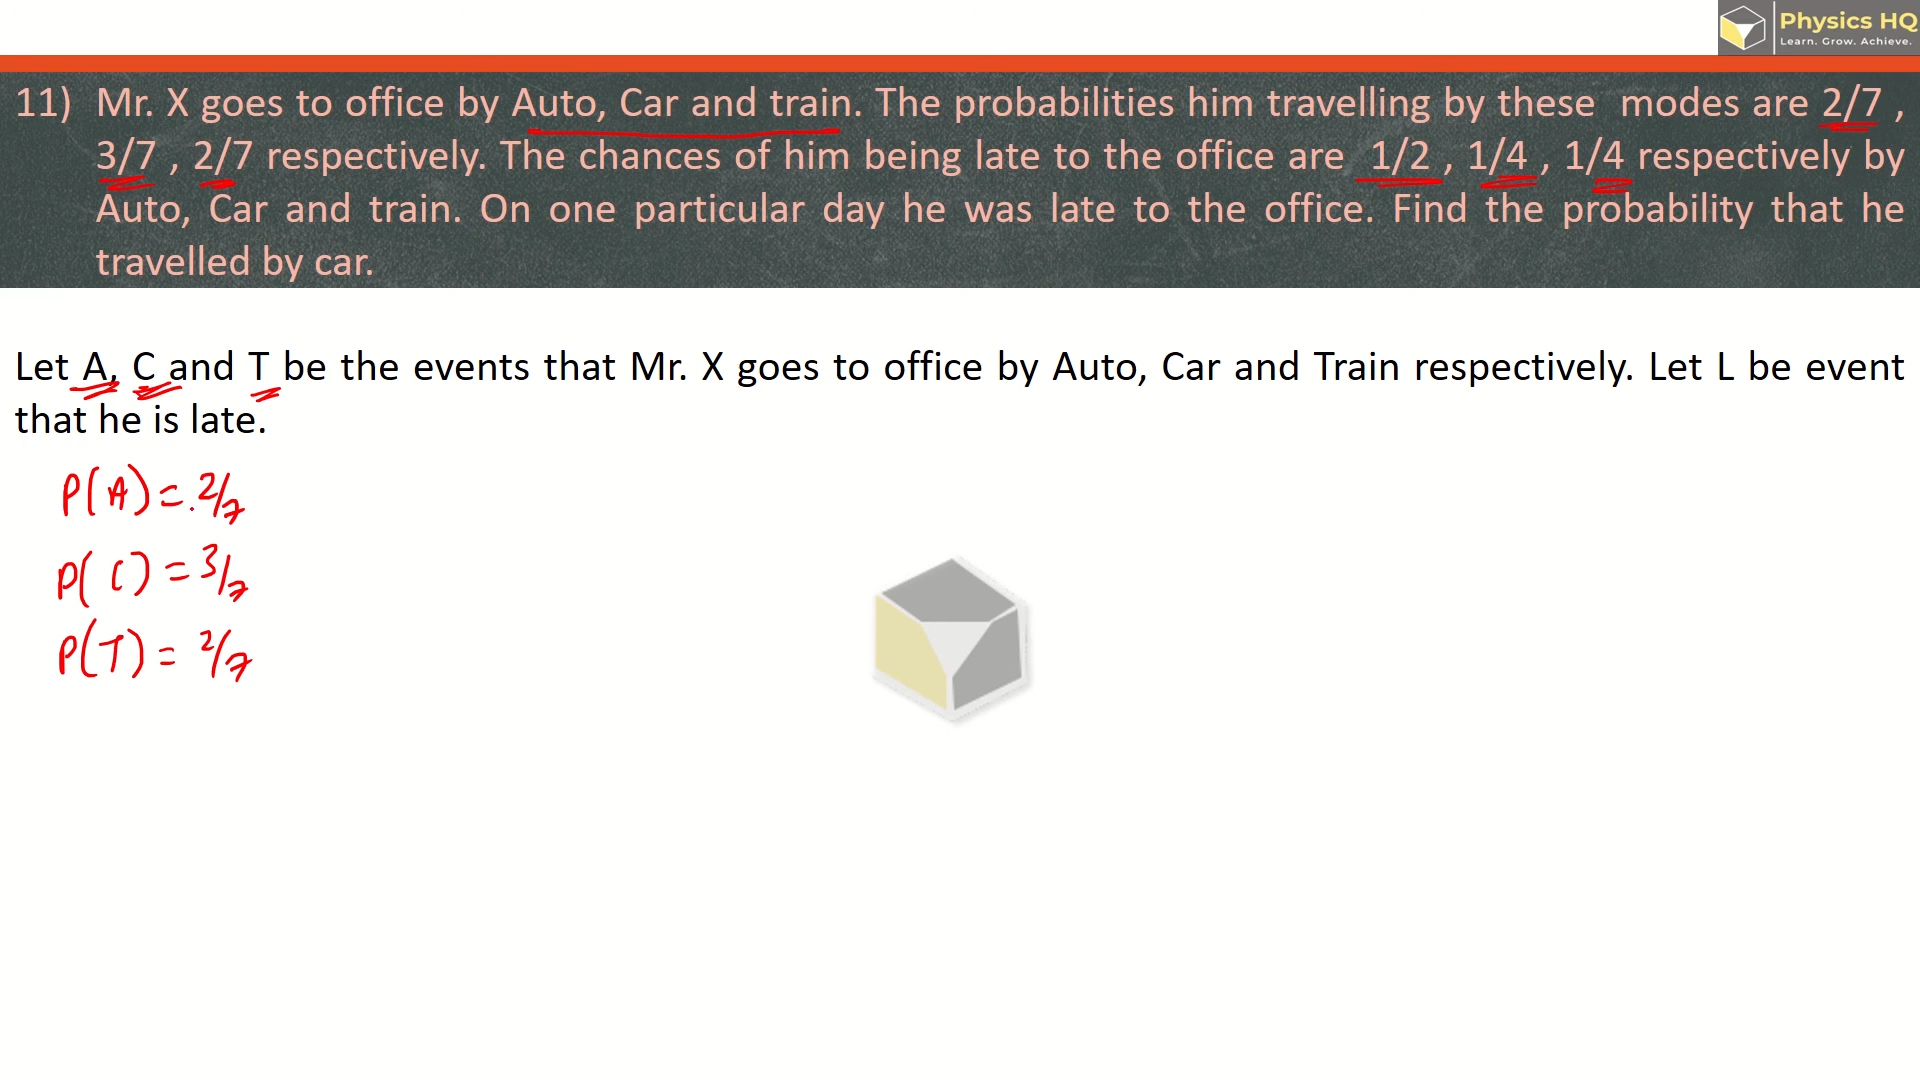 Physics HQ
Learn. Grow. Achieve.
11) Mr. X goes to office by Auto, Car and train. The probabilities him travelling by these modes are 2/7 ,
3/7 , 2/7 respectively. The chances of him being late to the office are 1/2 , 1/4 , 1/4 respectively by
Auto, Car and train. On one particular day he was late to the office. Find the probability that he
travelled by car.
Let A, C and T be the events that Mr. X goes to office by Auto, Car and Train respectively. Let L be event
that he is late.
P(A) = 2/7
P(C) = 3/7
P(T) = 2/7